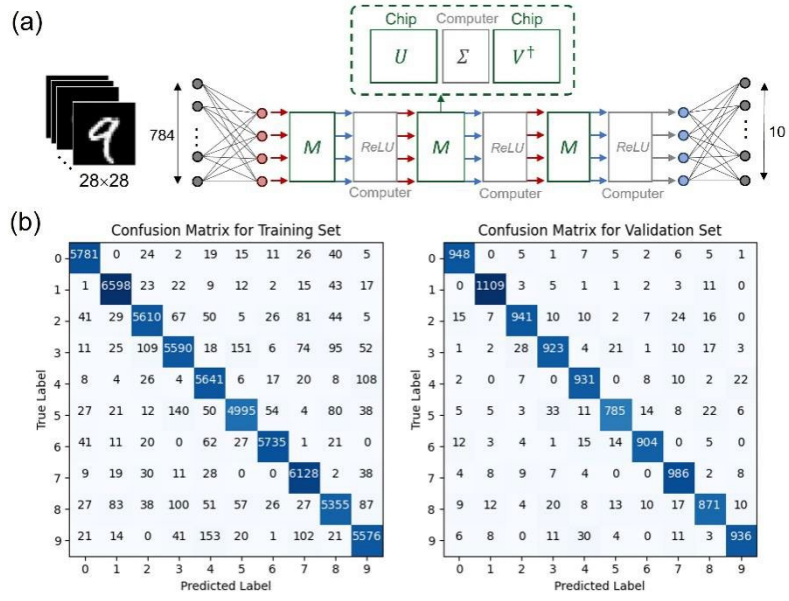 (a)
Chip Computer Chip
U Σ V†
784
28×28
M ReLU M ReLU M ReLU
Computer Computer Computer
10
(b)
Confusion Matrix for Training Set
True Label
0 5781 0 24 2 19 15 11 26 40 5
1 1 6598 23 22 9 12 2 15 43 17
2 41 29 5610 67 50 5 26 81 44 5
3 11 25 109 5590 18 151 6 74 95 52
4 8 4 26 4 5641 6 17 20 8 108
5 27 21 12 140 50 4995 54 4 80 38
6 41 11 20 0 62 27 5735 1 21 0
7 9 19 30 11 28 0 0 6128 2 38
8 27 83 38 100 51 57 26 27 5355 87
9 21 14 0 41 153 20 1 102 21 5576
0 1 2 3 4 5 6 7 8 9
Predicted Label
Confusion Matrix for Validation Set
True Label
0 948 0 5 1 7 5 2 6 5 1
1 0 1109 3 5 1 1 2 3 11 0
2 15 7 941 10 10 2 7 24 16 0
3 1 2 28 923 4 21 1 10 17 3
4 2 0 7 0 931 0 8 10 2 22
5 5 5 3 33 11 785 14 8 22 6
6 12 3 4 1 15 14 904 0 5 0
7 4 8 9 7 4 0 0 986 2 8
8 9 12 4 20 8 13 10 17 871 10
9 6 8 0 11 30 4 0 11 3 936
0 1 2 3 4 5 6 7 8 9
Predicted Label